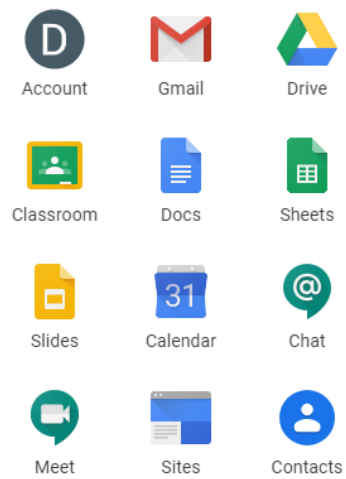 D
Account
Gmail
Drive
Classroom
Docs
Sheets
31
@
Slides
Calendar
Chat
Meet
Sites
Contacts